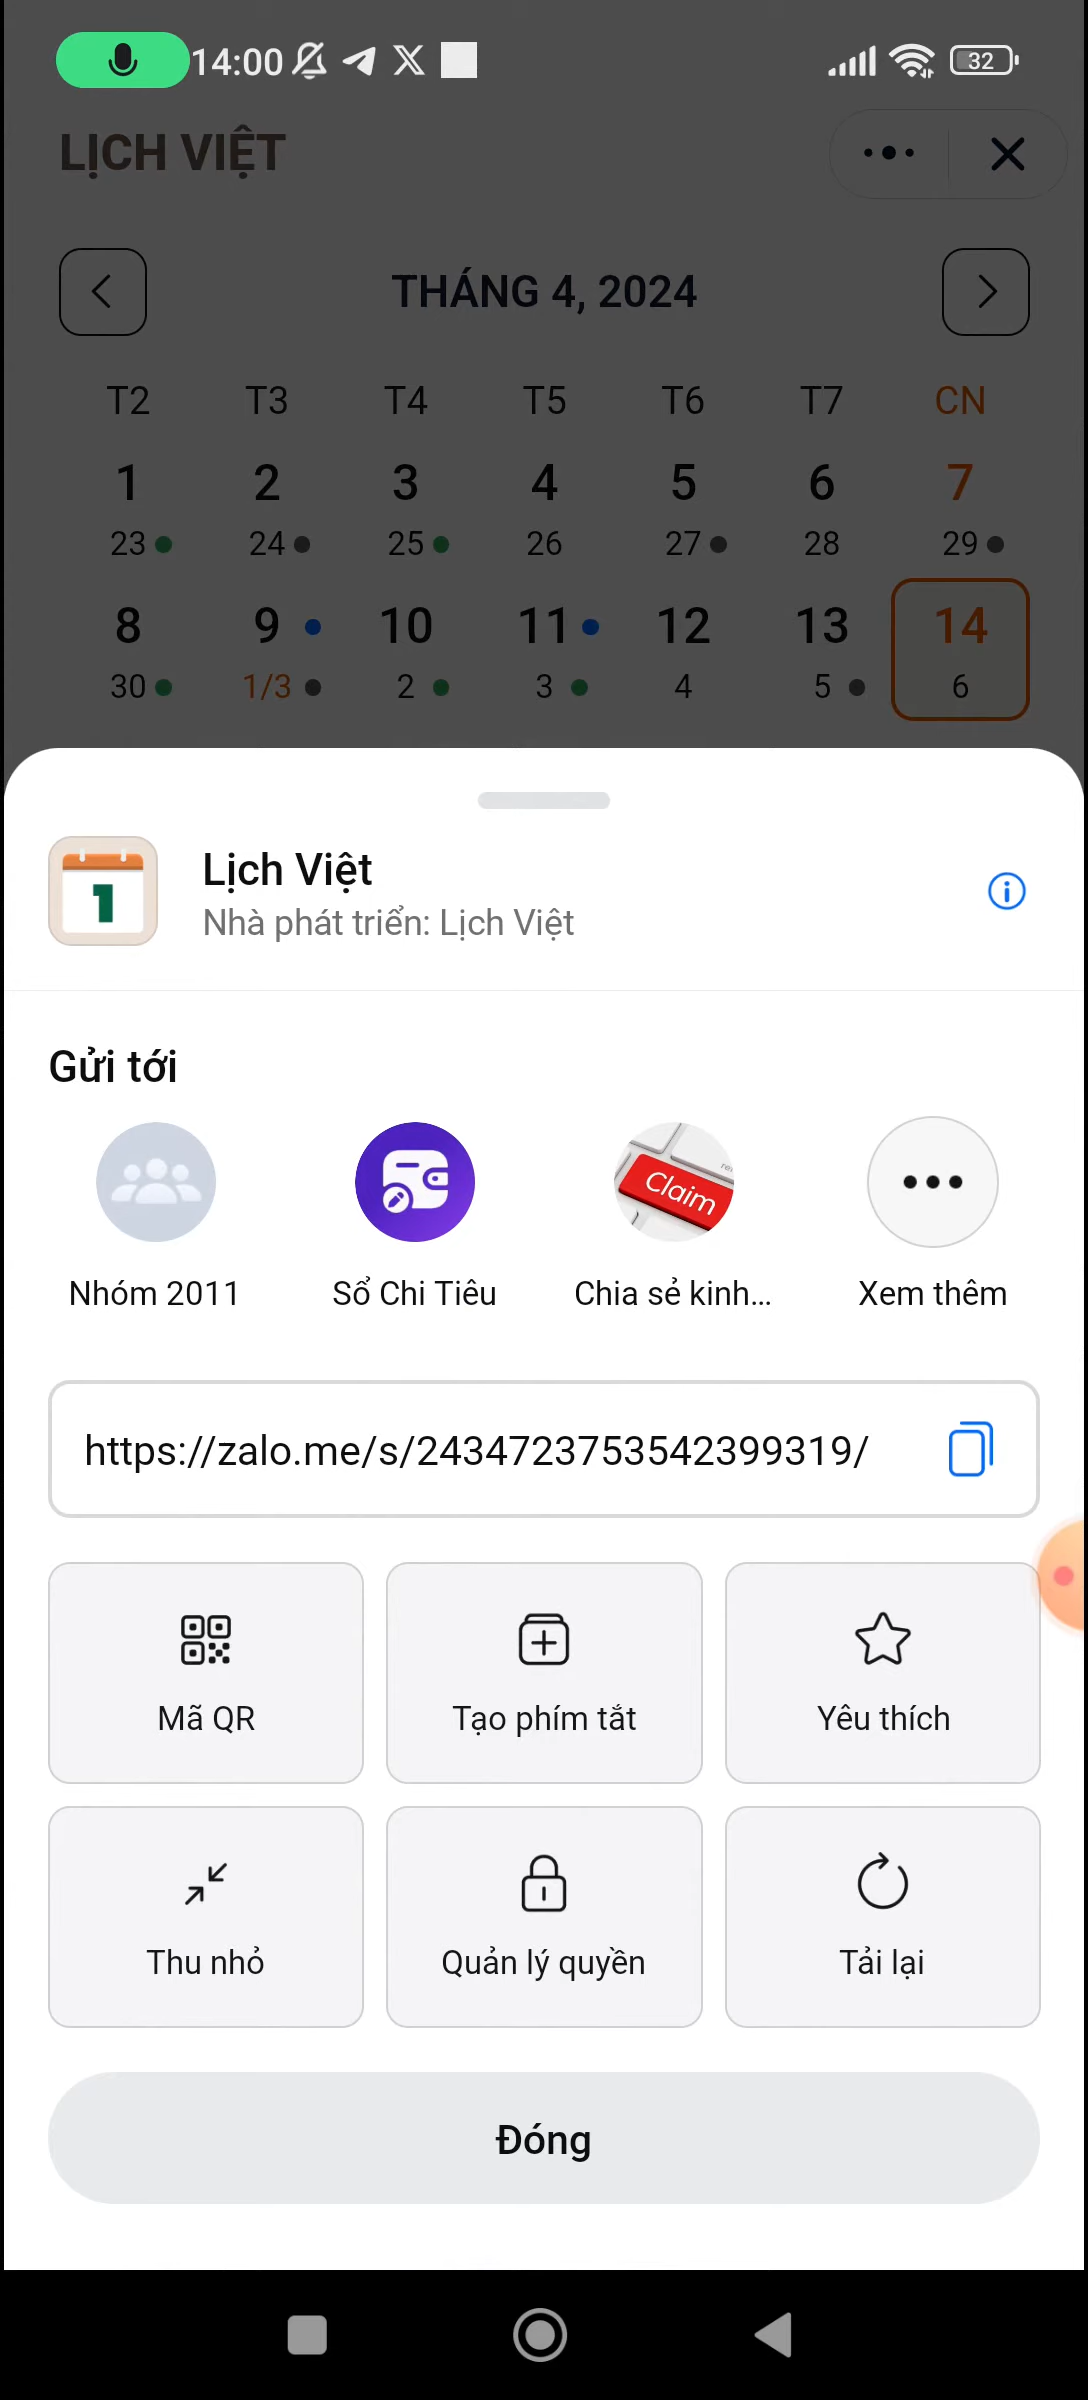 14:00
32
LỊCH VIỆT
THÁNG 4, 2024
T2 T3 T4 T5 T6 T7 CN
1 2 3 4 5 6 7
23 24 25 26 27 28 29
8 9 10 11 12 13 14
30 1/3 2 3 4 5 6
1
Lịch Việt
Nhà phát triển: Lịch Việt
Gửi tới
Claim
Nhóm 2011
Sổ Chi Tiêu
Chia sẻ kinh...
Xem thêm
https://zalo.me/s/2434723753542399319/
Mã QR
Tạo phím tắt
Yêu thích
Thu nhỏ
Quản lý quyền
Tải lại
Đóng